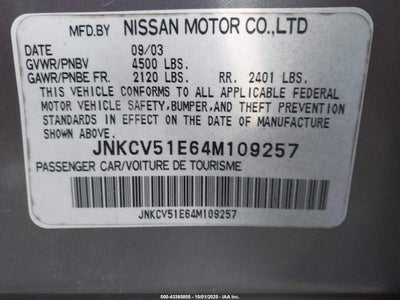 MFD.BY NISSAN MOTOR CO.,LTD
DATE 09/03
GVWR/PNBV 4500 LBS.
GAWR/PNBE FR. 2120 LBS. RR. 2401 LBS.
THIS VEHICLE CONFORMS TO ALL APPLICABLE FEDERAL
MOTOR VEHICLE SAFETY,BUMPER,AND THEFT PREVENTION
STANDARDS IN EFFECT ON THE DATE OF MANUFACTURE
SHOWN ABOVE.
JNKCV51E64M109257
PASSENGER CAR/VOITURE DE TOURISME
JNKCV51E64M109257
000-43365805 - 10/01/2025 - IAA Inc.